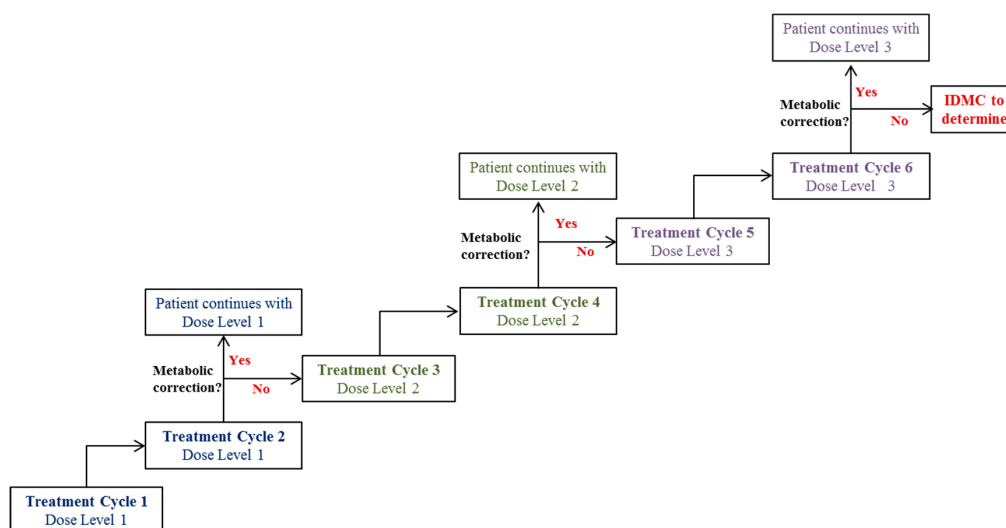 Patient continues with
Dose Level 3
Yes
Metabolic
correction?
No
IDMC to
determine
Treatment Cycle 6
Dose Level 3
Patient continues with
Dose Level 2
Yes
Metabolic
correction?
No
Treatment Cycle 5
Dose Level 3
Treatment Cycle 4
Dose Level 2
Patient continues with
Dose Level 1
Yes
Metabolic
correction?
No
Treatment Cycle 3
Dose Level 2
Treatment Cycle 2
Dose Level 1
Treatment Cycle 1
Dose Level 1